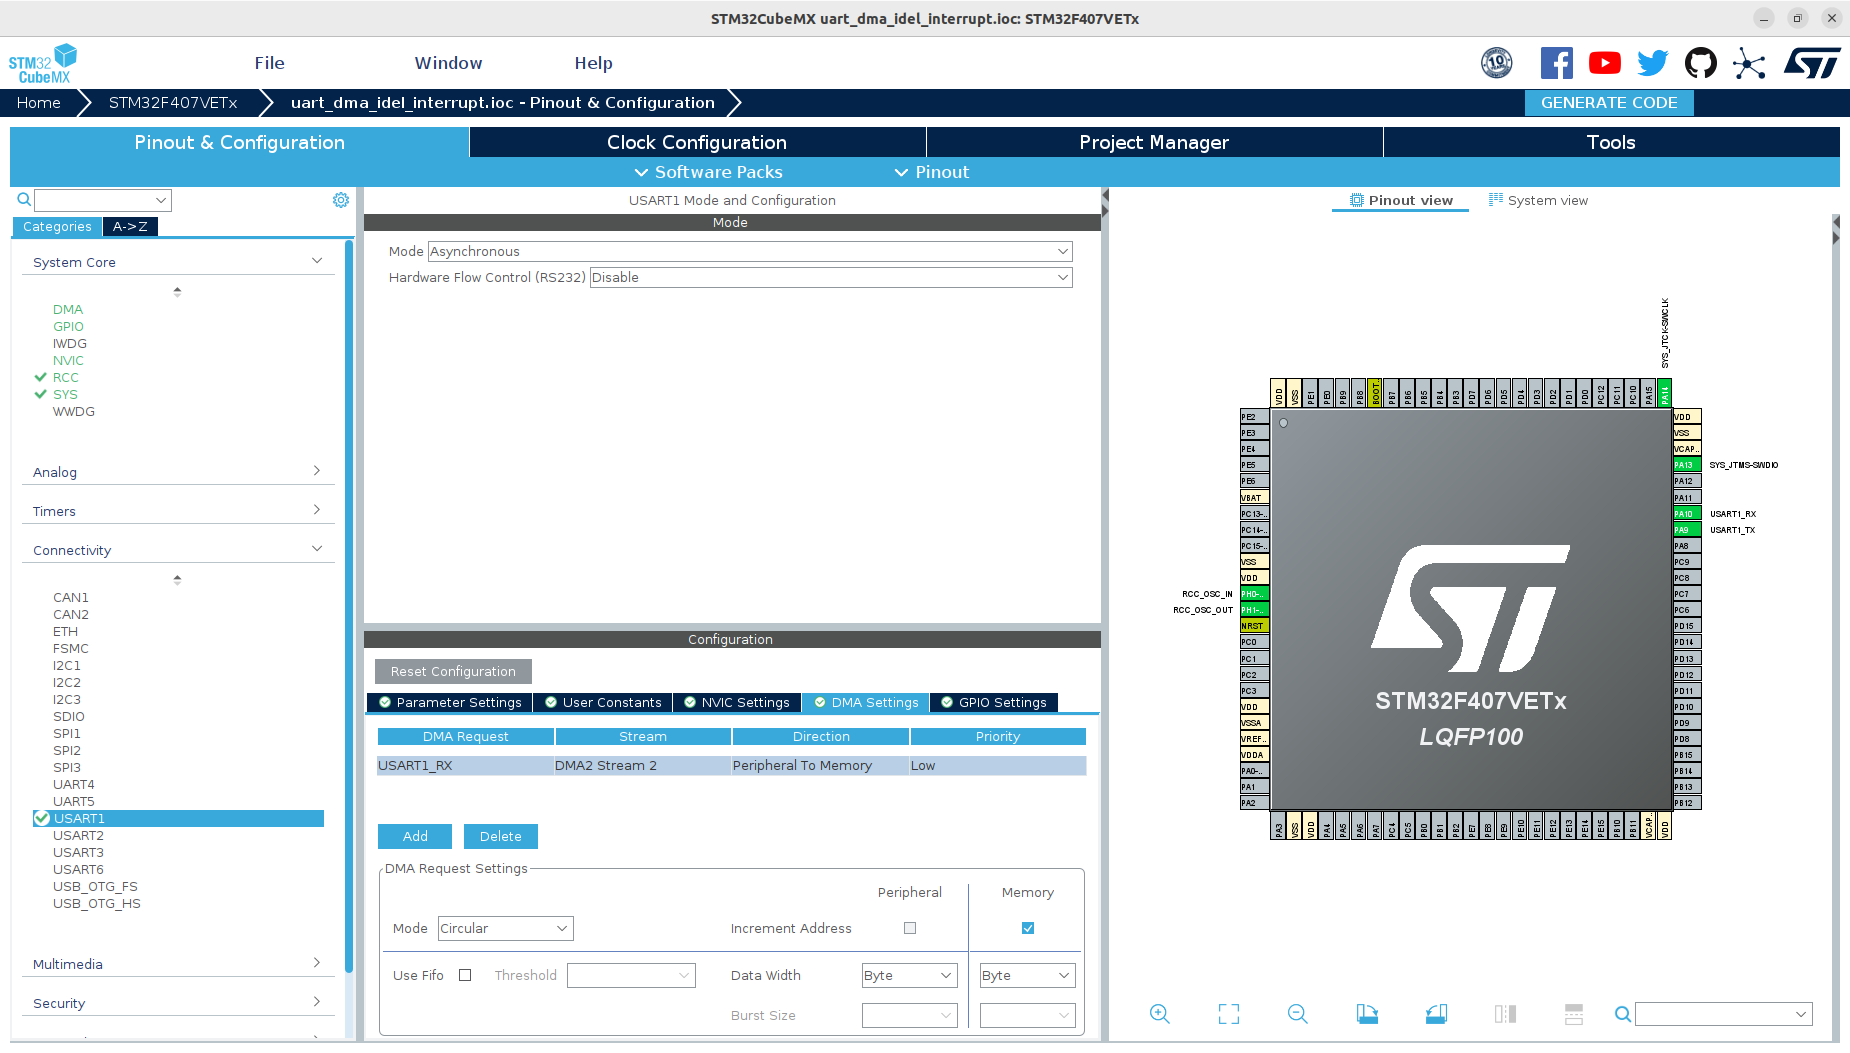 STM32CubeMX uart_dma_idel_interrupt.ioc: STM32F407VETx
STM32
CubeMX
File
Window
Help
10
Home
STM32F407VETx
uart_dma_idel_interrupt.ioc - Pinout & Configuration
GENERATE CODE
Pinout & Configuration
Clock Configuration
Project Manager
Tools
Software Packs
Pinout
Categories
A->Z
System Core
DMA
GPIO
IWDG
NVIC
RCC
SYS
WWDG
Analog
Timers
Connectivity
CAN1
CAN2
ETH
FSMC
I2C1
I2C2
I2C3
SDIO
SPI1
SPI2
SPI3
UART4
UART5
USART1
USART2
USART3
USART6
USB_OTG_FS
USB_OTG_HS
Multimedia
Security
USART1 Mode and Configuration
Mode
Mode Asynchronous
Hardware Flow Control (RS232) Disable
Configuration
Reset Configuration
Parameter Settings
User Constants
NVIC Settings
DMA Settings
GPIO Settings
DMA Request Stream Direction Priority
USART1_RX DMA2 Stream 2 Peripheral To Memory Low
Add
Delete
DMA Request Settings
Peripheral Memory
Mode Circular Increment Address
Use Fifo Threshold Data Width Byte Byte
Burst Size
Pinout view
System view
SYS_JTCK-SWCLK
VDD
VSS
PE1
PE0
PB9
PB8
BOOT..
PB7
PB6
PB5
PB4
PB3
PD7
PD6
PD5
PD4
PD3
PD2
PD1
PD0
PC12
PC11
PC10
PA15
PA14
PE2
PE3
PE4
PE5
PE6
VBAT
PC13-..
PC14-..
PC15-..
VSS
VDD
RCC_OSC_IN PH0-..
RCC_OSC_OUT PH1-..
NRST
PC0
PC1
PC2
PC3
VDD
VSSA
VREF..
VDDA
PA0-..
PA1
PA2
VDD
VSS
VCAP..
PA13 SYS_JTMS-SWDIO
PA12
PA11
PA10 USART1_RX
PA9 USART1_TX
PA8
PC9
PC8
PC7
PC6
PD15
PD14
PD13
PD12
PD11
PD10
PD9
PD8
PB15
PB14
PB13
PB12
STM32F407VETx
LQFP100
PA3
VSS
VDD
PA4
PA5
PA6
PA7
PC4
PC5
PB0
PB1
PB2
PE7
PE8
PE9
PE10
PE11
PE12
PE13
PE14
PE15
PB10
PB11
VCAP..
VDD